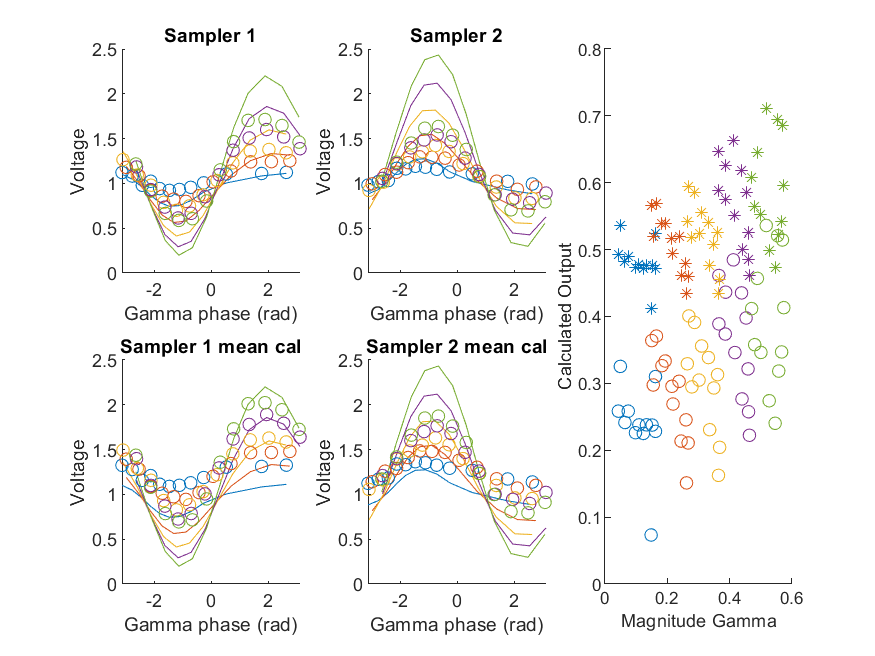 Sampler 1
2.5
2
1.5
1
0.5
0
Voltage
-2 0 2
Gamma phase (rad)
Sampler 2
2.5
2
1.5
1
0.5
0
Voltage
-2 0 2
Gamma phase (rad)
Sampler 1 mean cal
2.5
2
1.5
1
0.5
0
Voltage
-2 0 2
Gamma phase (rad)
Sampler 2 mean cal
2.5
2
1.5
1
0.5
0
Voltage
-2 0 2
Gamma phase (rad)
0.8
0.7
0.6
0.5
0.4
0.3
0.2
0.1
0
Calculated Output
0 0.2 0.4 0.6
Magnitude Gamma